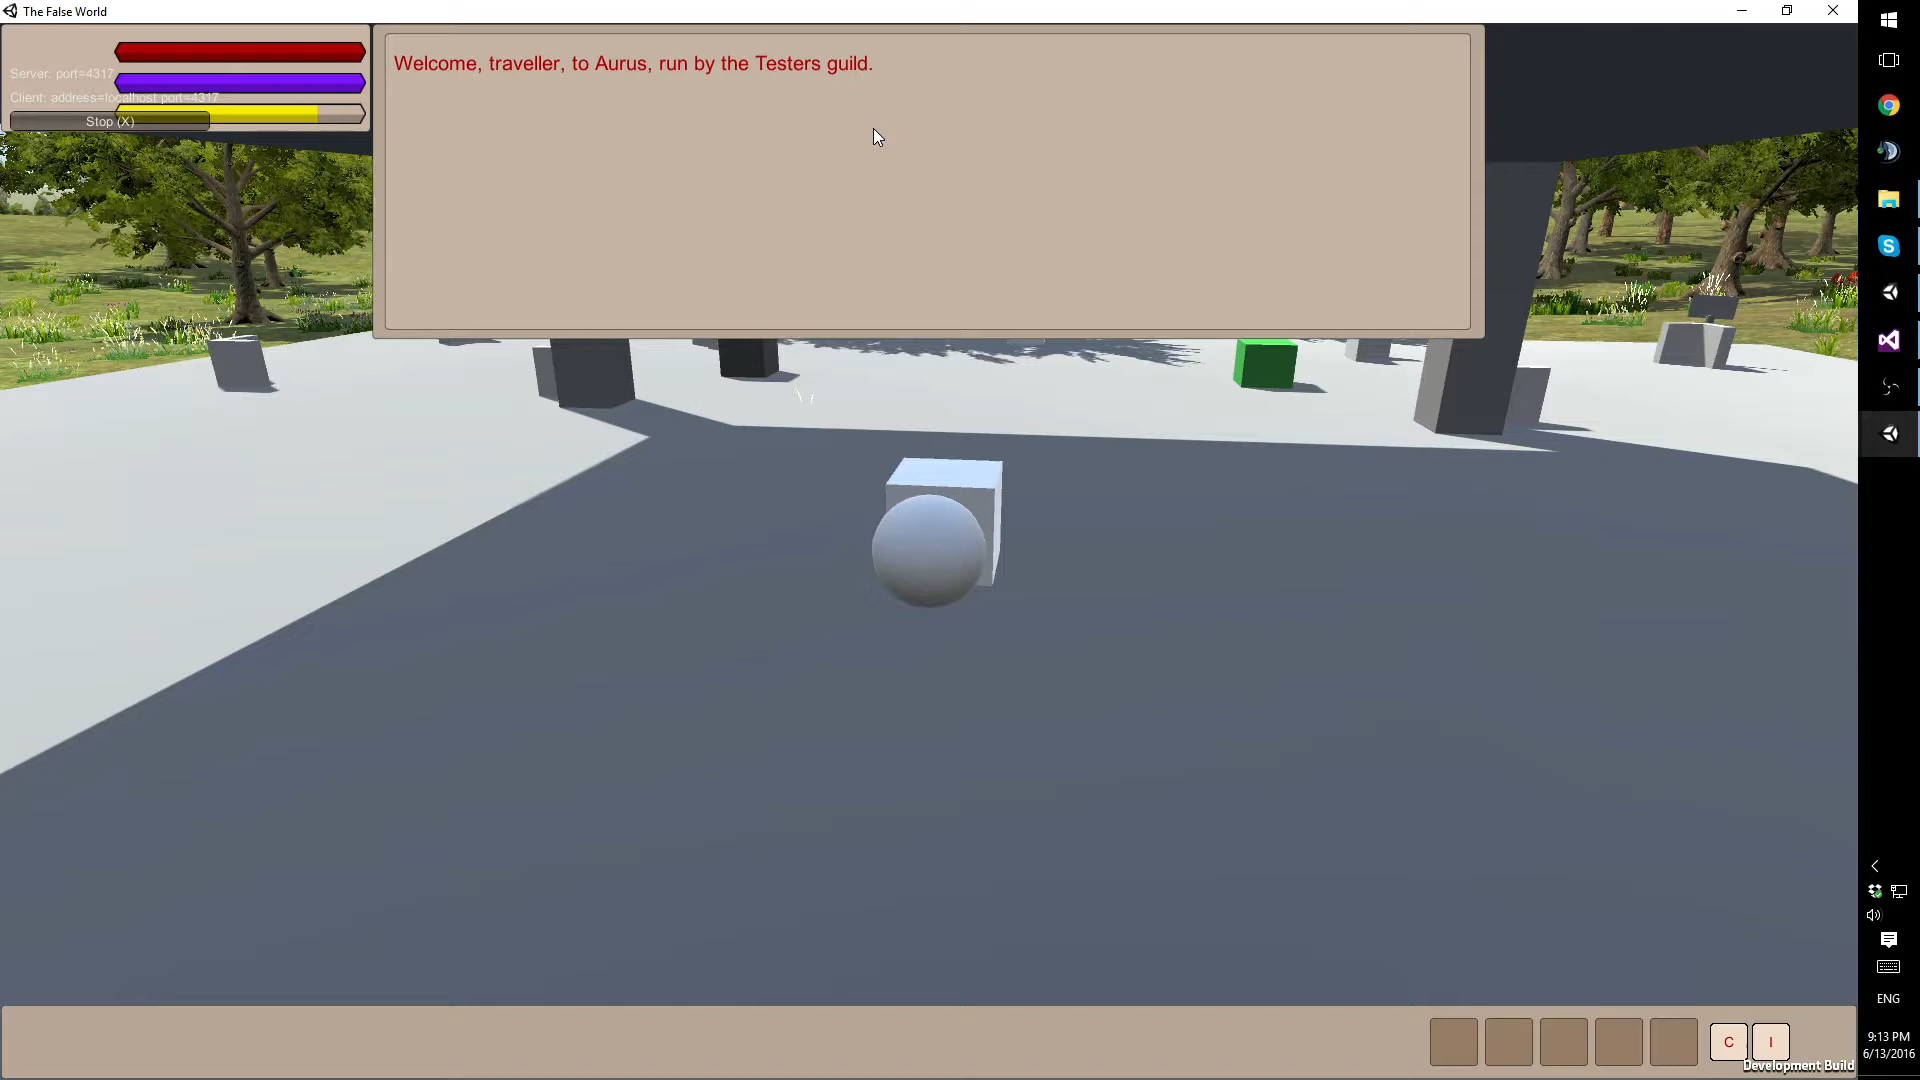 The False World
Server: port=4317
Client: address=localhost port=4317
Stop (X)
Welcome, traveller, to Aurus, run by the Testers guild.
C
I
Development Build
ENG
9:13 PM
6/13/2016